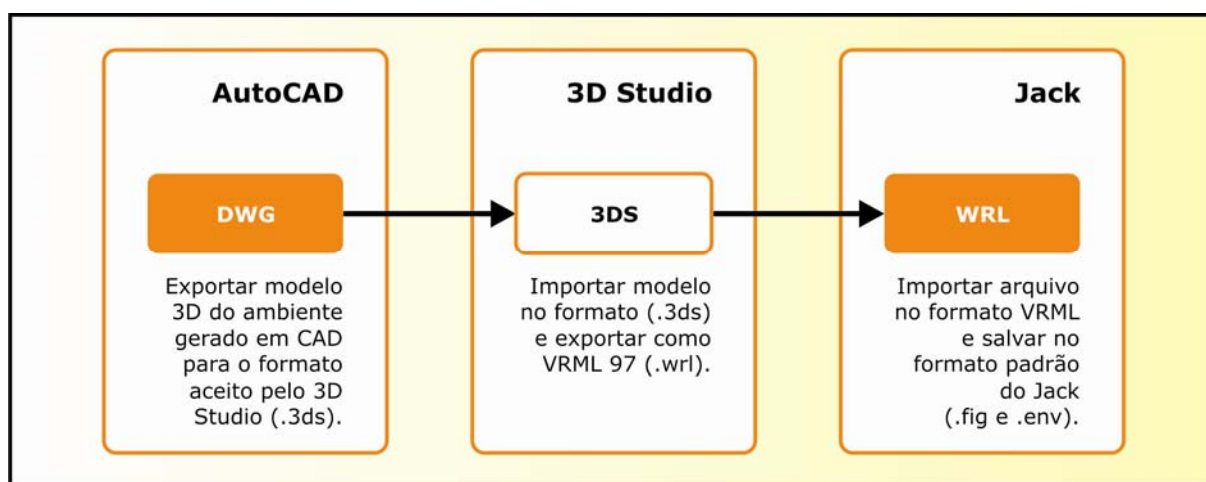 AutoCAD
DWG
Exportar modelo
3D do ambiente
gerado em CAD
para o formato
aceito pelo 3D
Studio (.3ds).
3D Studio
3DS
Importar modelo
no formato (.3ds)
e exportar como
VRML 97 (.wrl).
Jack
WRL
Importar arquivo
no formato VRML
e salvar no
formato padrão
do Jack
(.fig e .env).